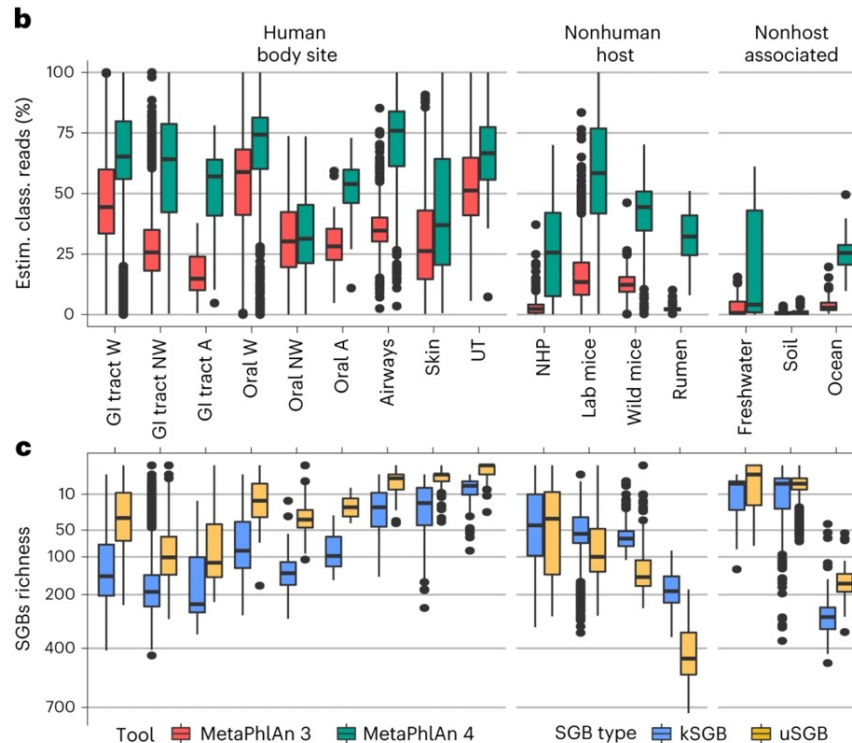 b
Human
body site
Nonhuman
host
Nonhost
associated
Estim. class. reads (%)
100
75
50
25
0
GI tract W
GI tract NW
GI tract A
Oral W
Oral NW
Oral A
Airways
Skin
UT
NHP
Lab mice
Wild mice
Rumen
Freshwater
Soil
Ocean
c
SGBs richness
10
50
100
200
400
700
Tool MetaPhlAn 3 MetaPhlAn 4 SGB type kSGB uSGB